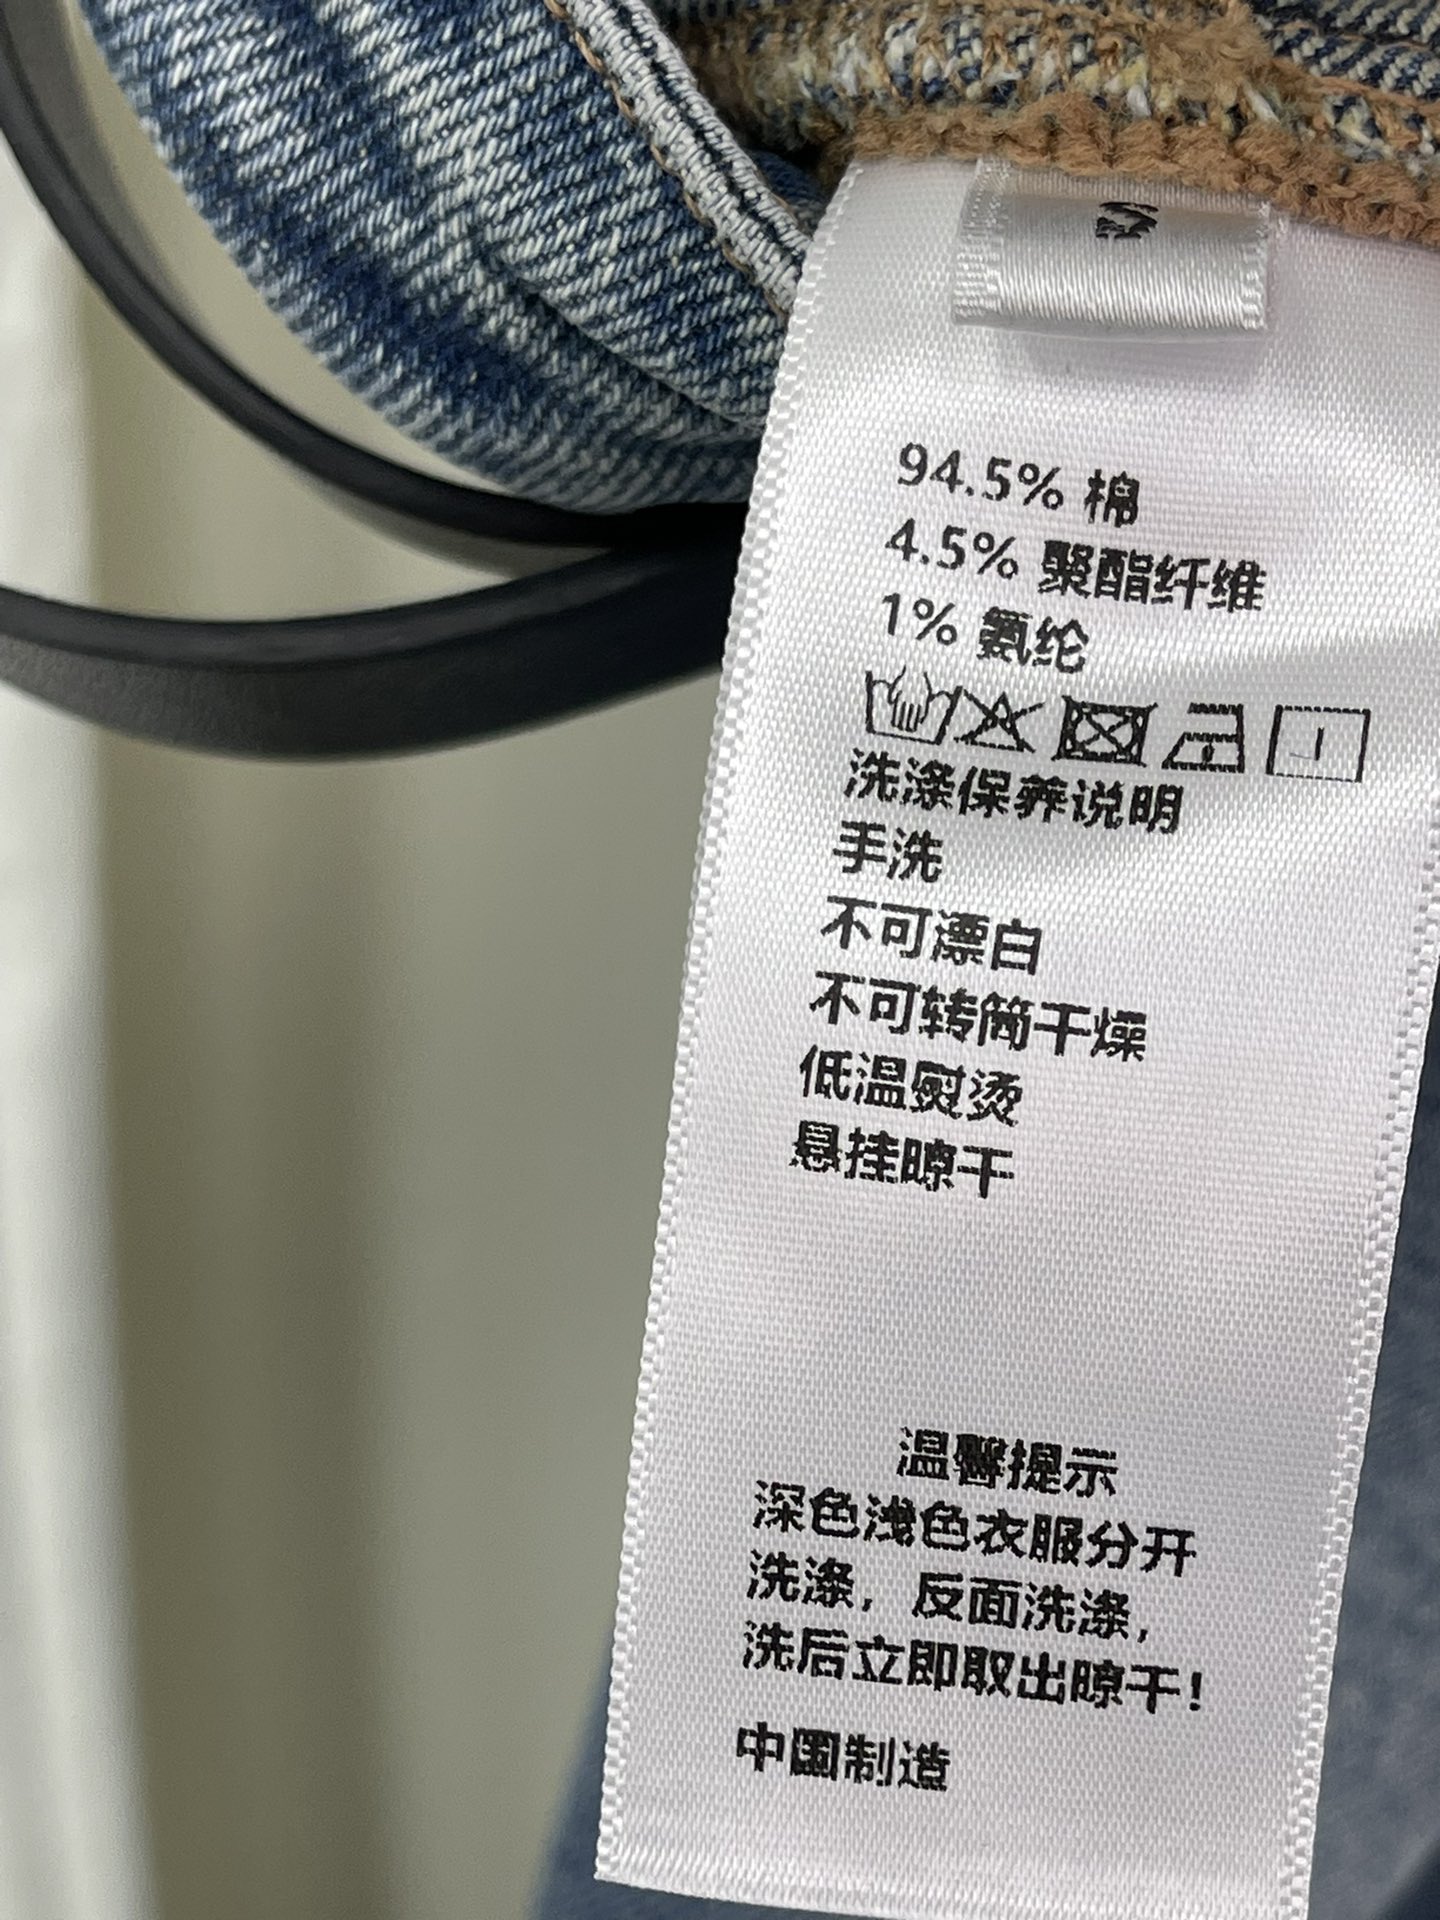 94.5% 棉
4.5% 聚酯纤维
1% 氨纶
洗涤保养说明
手洗
不可漂白
不可转筒干燥
低温熨烫
悬挂晾干
温馨提示
深色浅色衣服分开
洗涤，反面洗涤，
洗后立即取出晾干！
中国制造